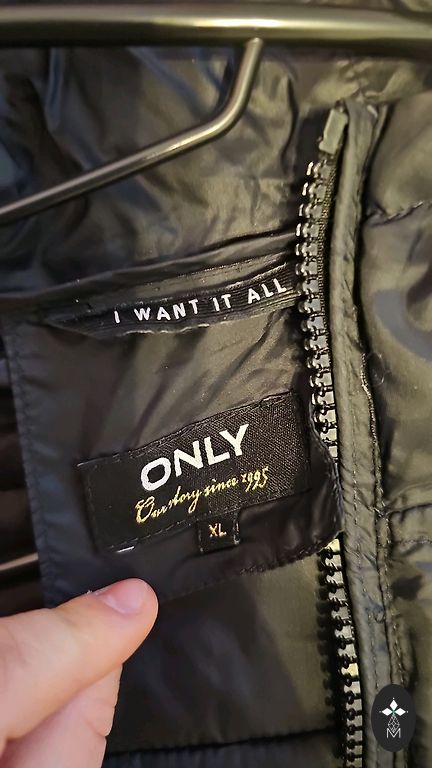 I WANT IT ALL
ONLY
Our story since 1995
XL
M